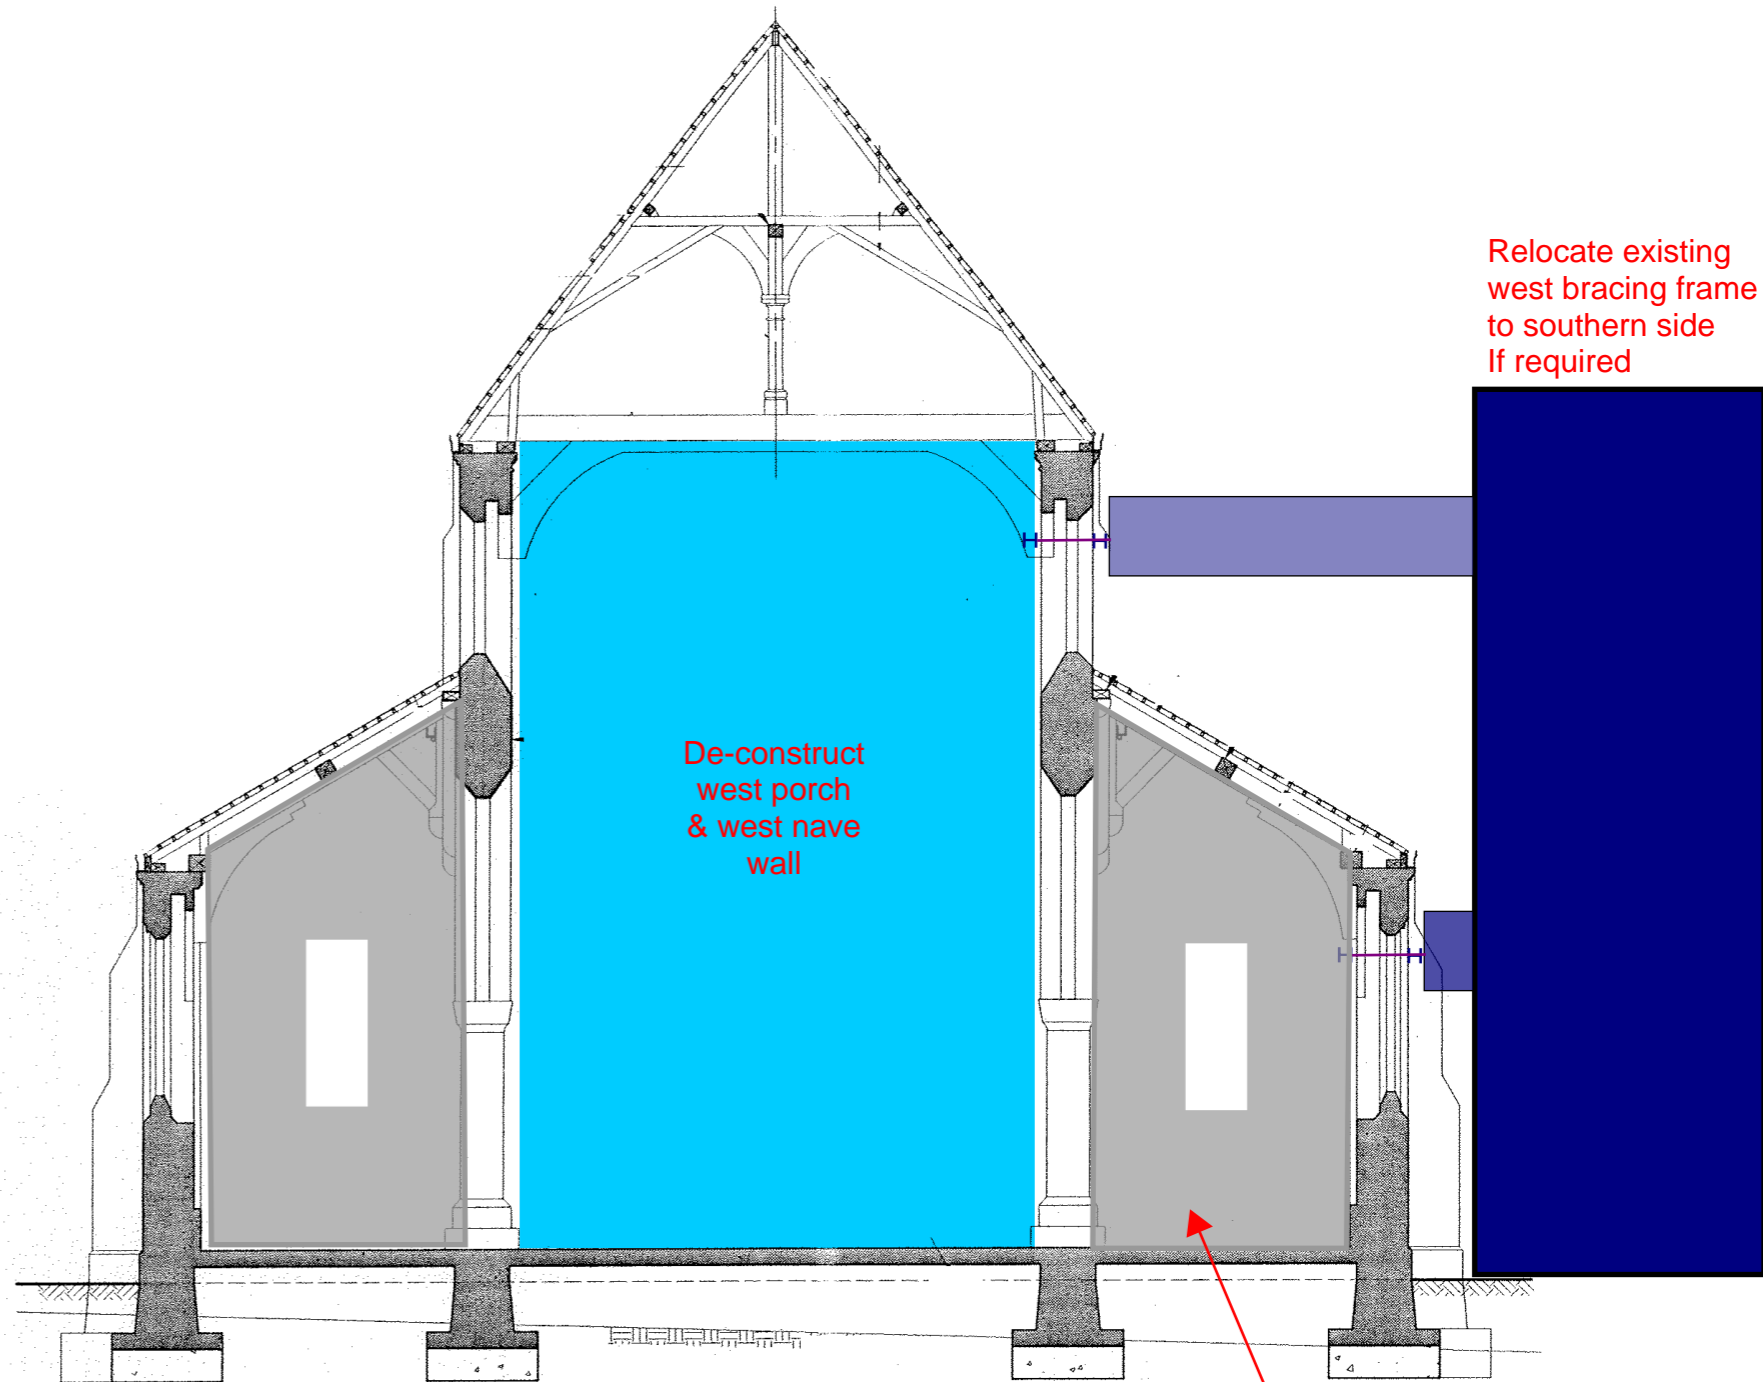 Relocate existing
west bracing frame
to southern side
If required
De-construct
west porch
& west nave
wall